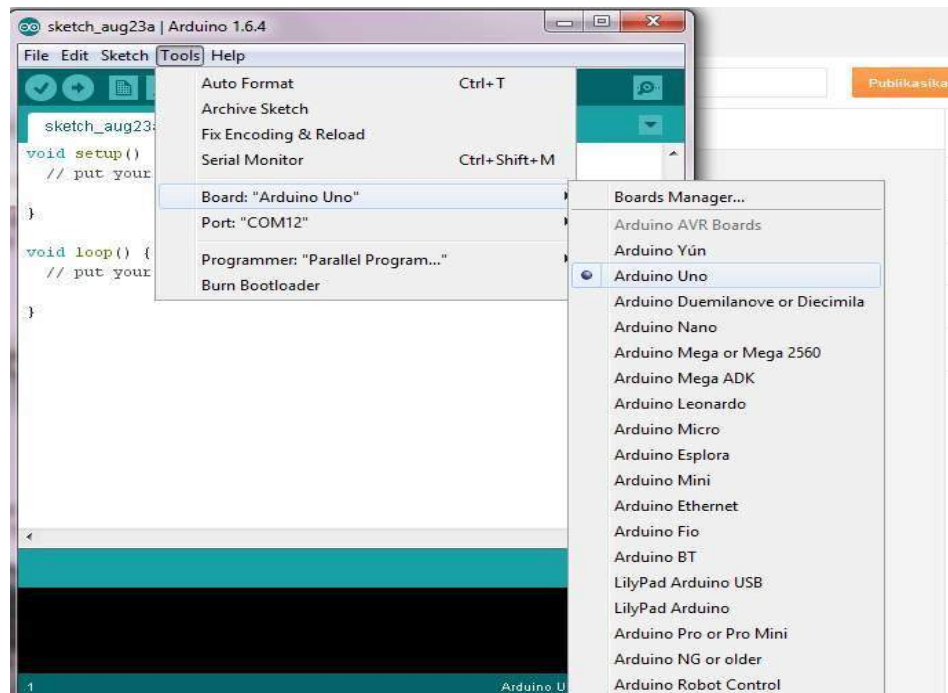 sketch_aug23a | Arduino 1.6.4
File Edit Sketch Tools Help
Auto Format Ctrl+T
Archive Sketch
Fix Encoding & Reload
Serial Monitor Ctrl+Shift+M
Board: "Arduino Uno"
Port: "COM12"
Programmer: "Parallel Program..."
Burn Bootloader
sketch_aug23a
void setup()
// put your
}
void loop() {
// put your
}
Boards Manager...
Arduino AVR Boards
Arduino Yún
Arduino Uno
Arduino Duemilanove or Diecimila
Arduino Nano
Arduino Mega or Mega 2560
Arduino Mega ADK
Arduino Leonardo
Arduino Micro
Arduino Esplora
Arduino Mini
Arduino Ethernet
Arduino Fio
Arduino BT
LilyPad Arduino USB
LilyPad Arduino
Arduino Pro or Pro Mini
Arduino NG or older
Arduino Robot Control
1 Arduino U
Publikasika